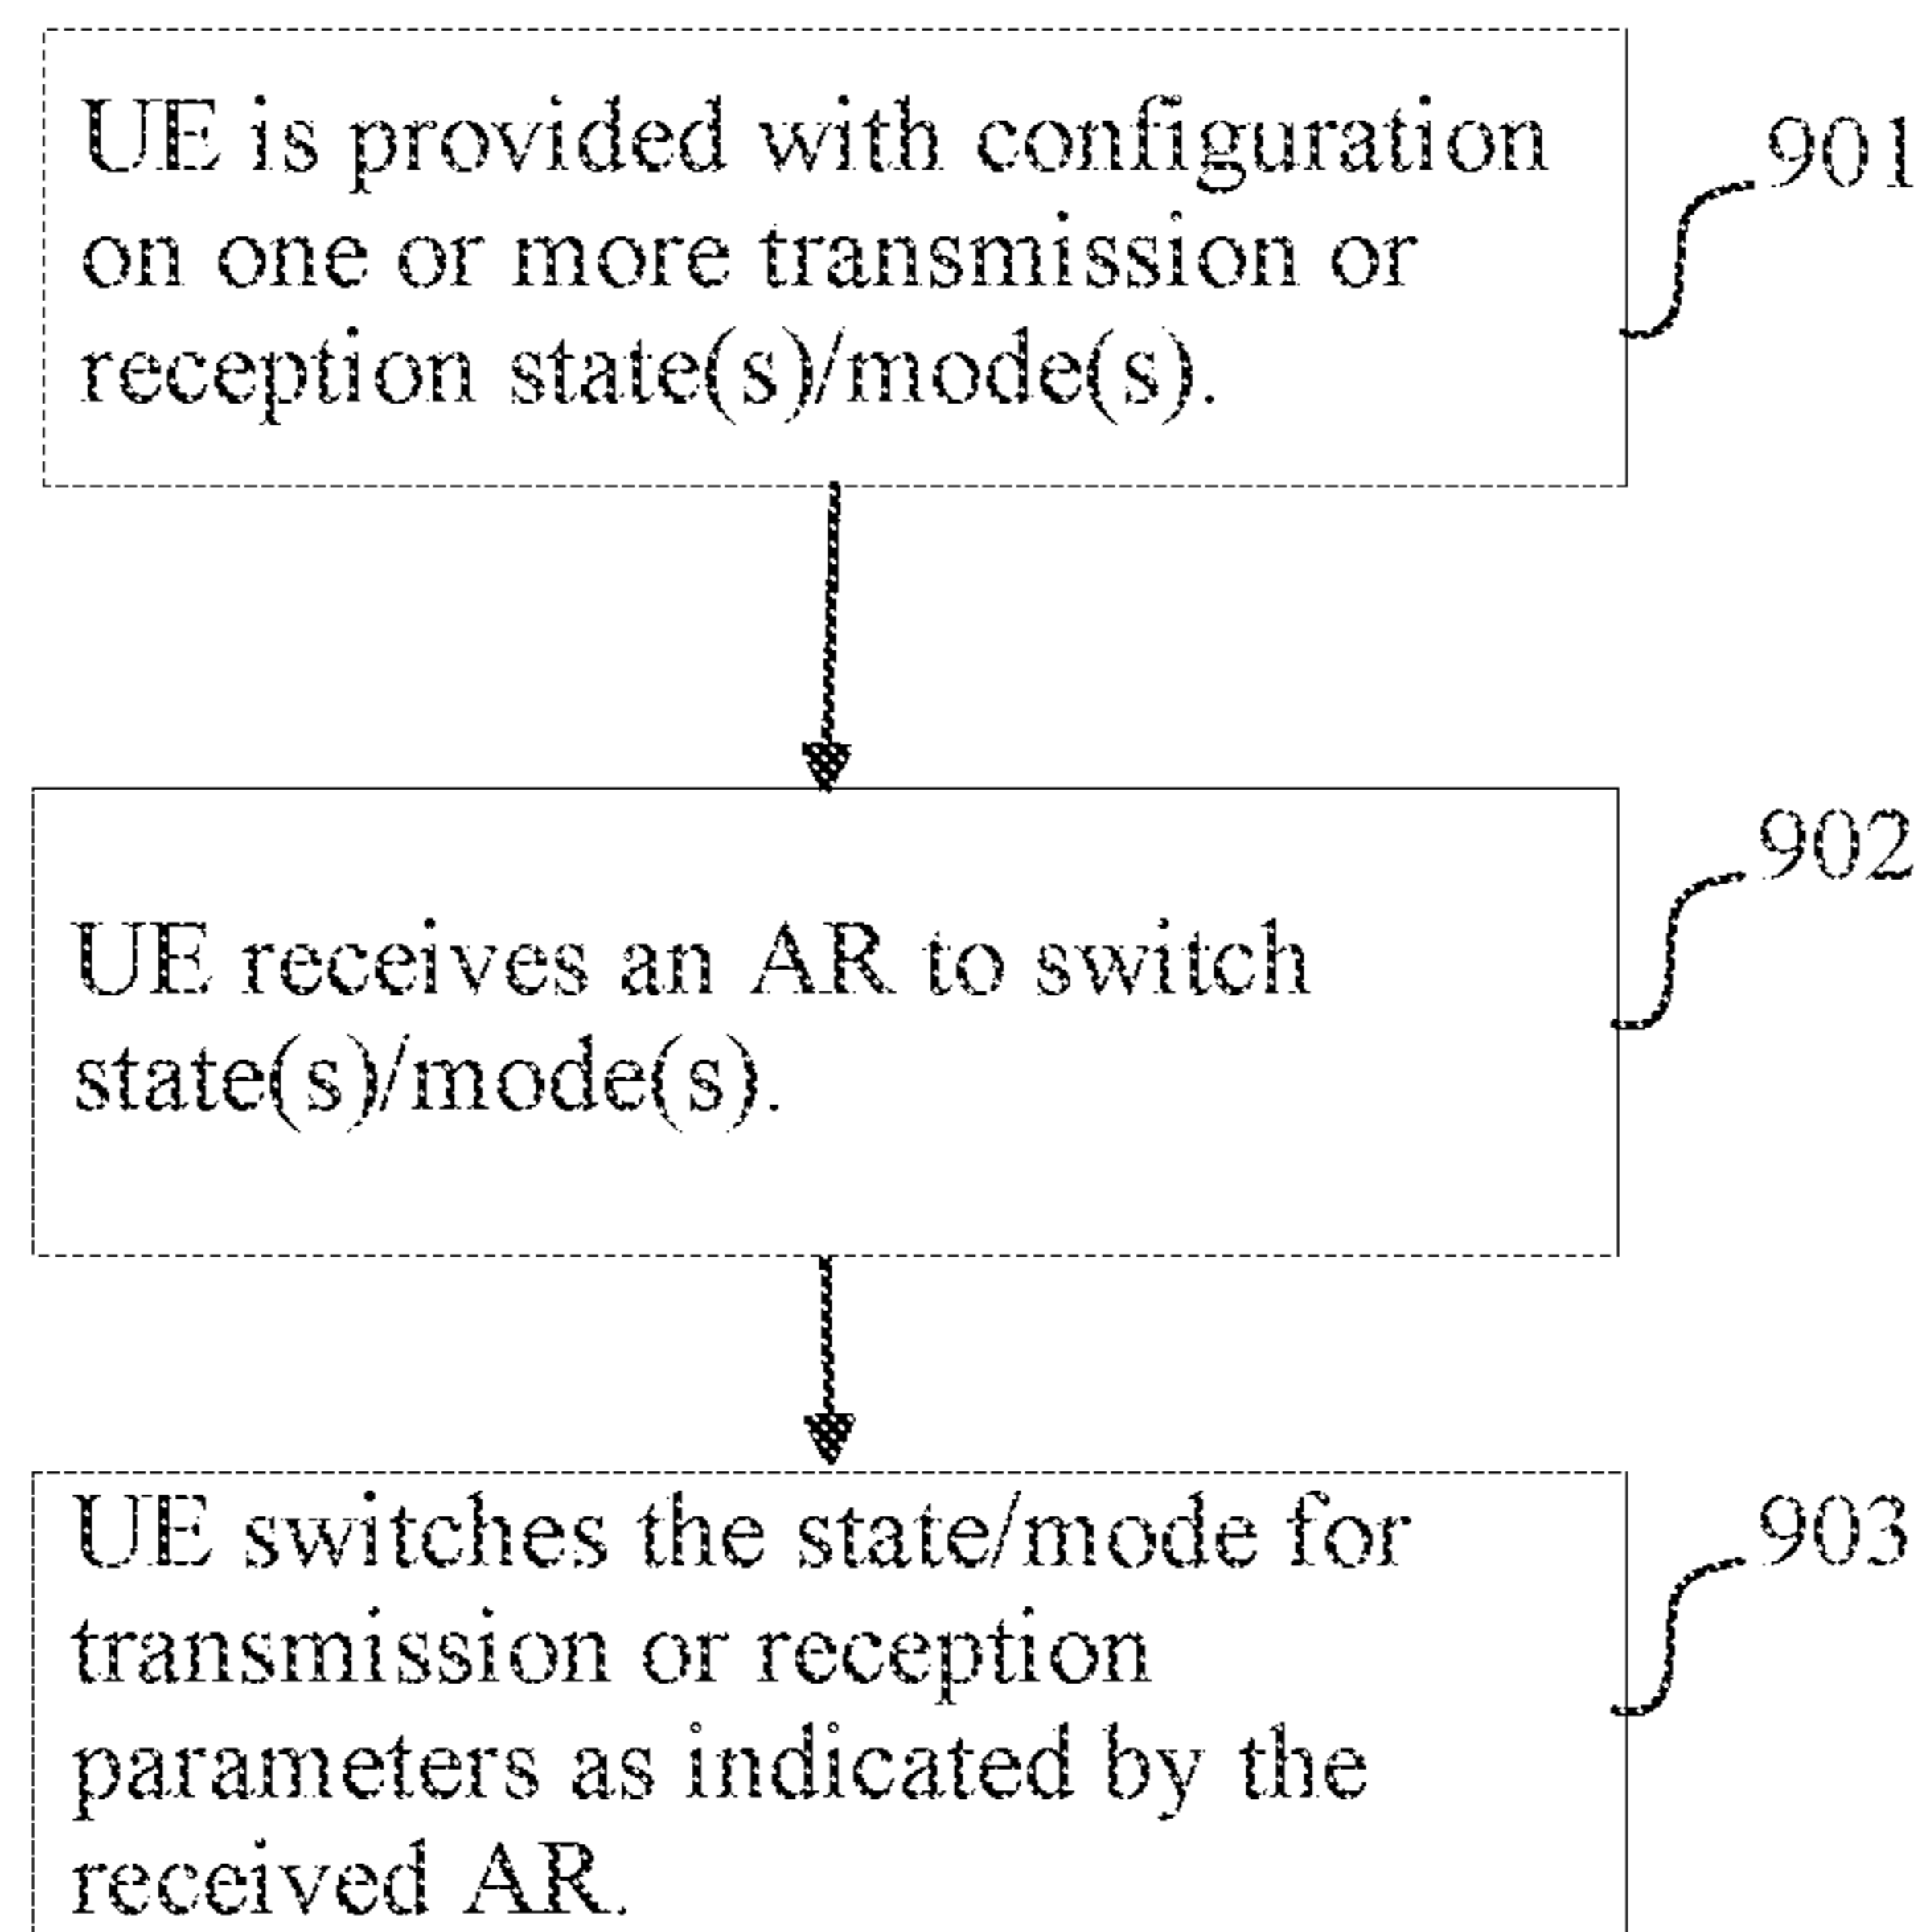 UE is provided with configuration
on one or more transmission or
reception state(s)/mode(s).
901
UE receives an AR to switch
state(s)/mode(s).
902
UE switches the state/mode for
transmission or reception
parameters as indicated by the
received AR.
903